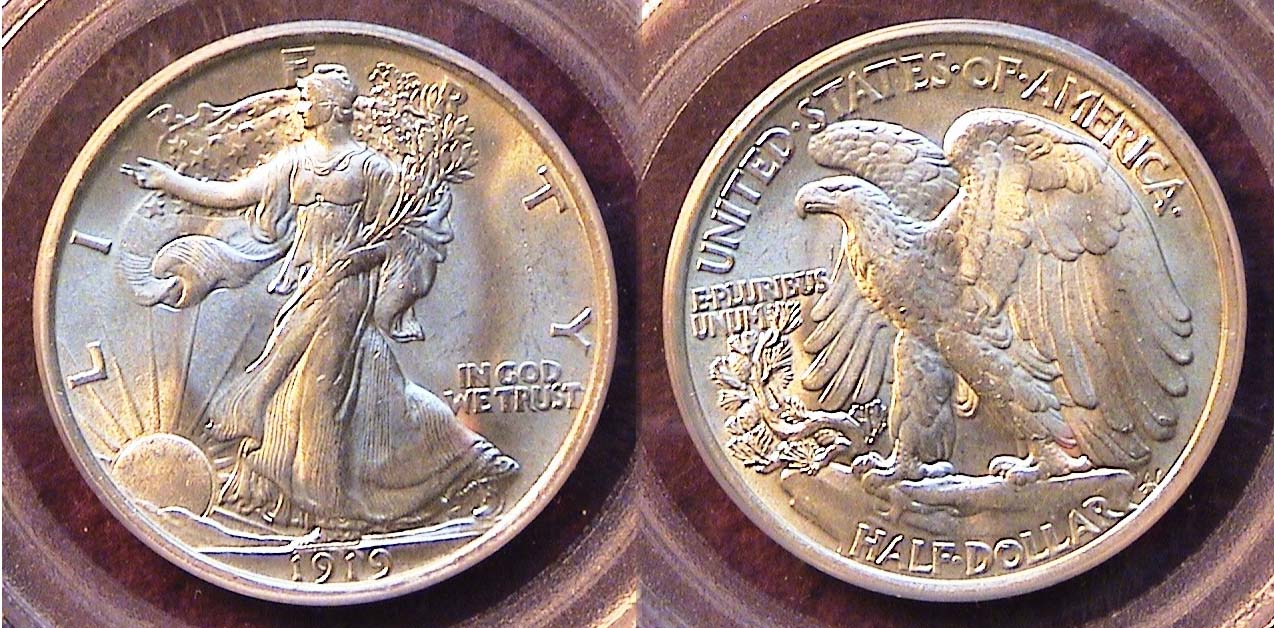 LIBERTY
IN GOD
WE TRUST
1919
UNITED·STATES·OF·AMERICA·
E·PLURIBUS
UNUM
HALF·DOLLAR